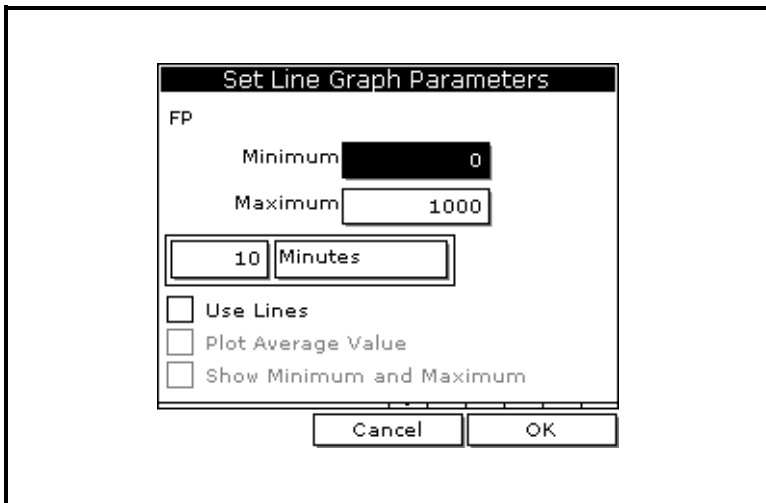 Set Line Graph Parameters
FP
Minimum 0
Maximum 1000
10 Minutes
Use Lines
Plot Average Value
Show Minimum and Maximum
Cancel OK